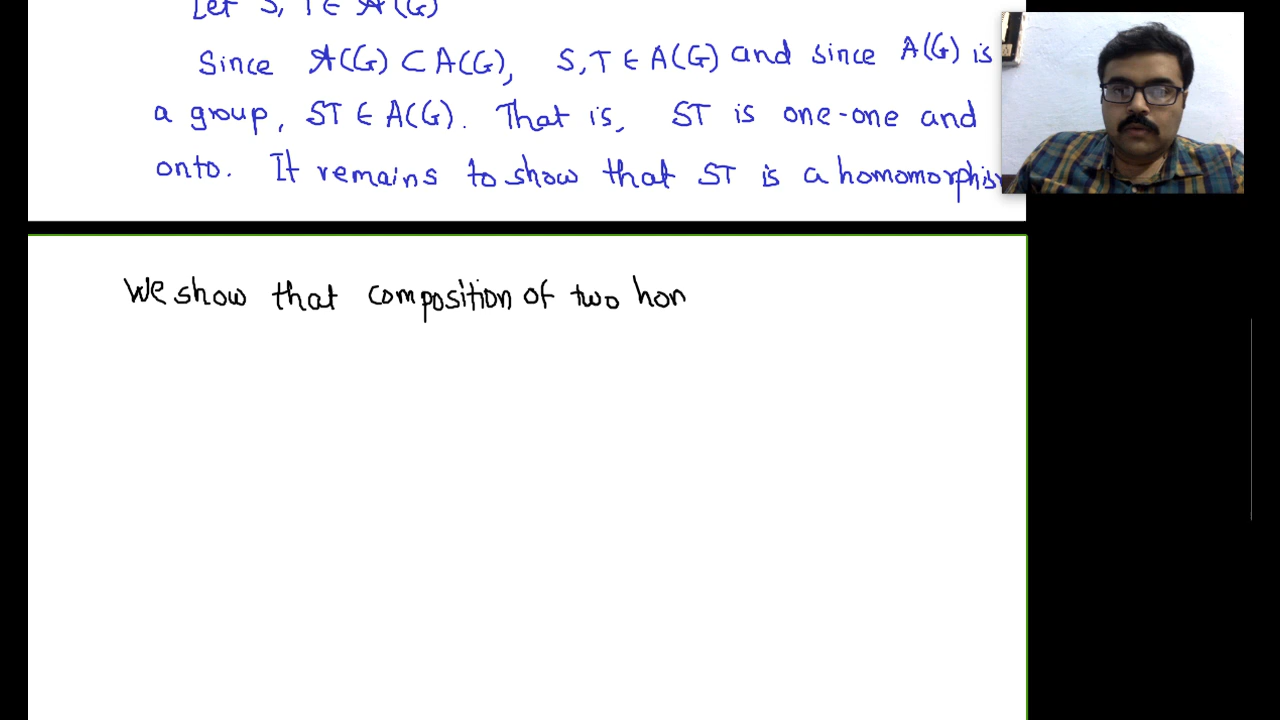 Let S, T ∈ 𝒜(G)
Since 𝒜(G) ⊂ A(G), S, T ∈ A(G) and since A(G) is
a group, ST ∈ A(G). That is, ST is one-one and
onto. It remains to show that ST is a homomorphis
We show that composition of two hon